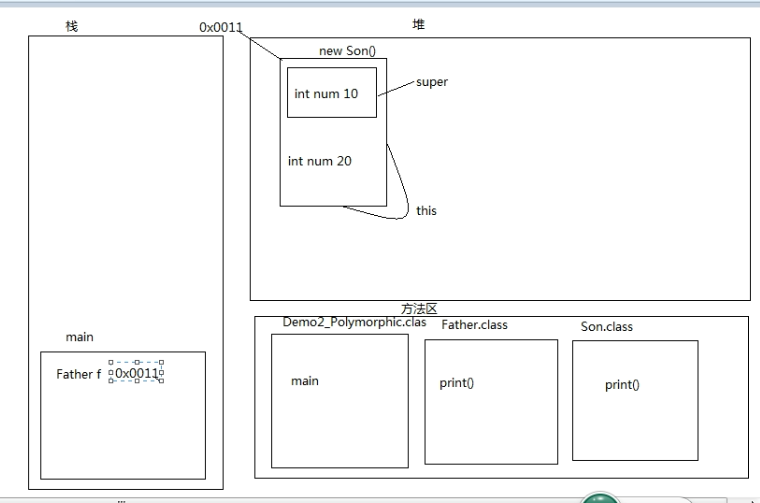 栈
0x0011
堆
new Son()
int num 10
super
int num 20
this
main
Father f 0x0011
方法区
Demo2_Polymorphic.clas
Father.class
Son.class
main
print()
print()